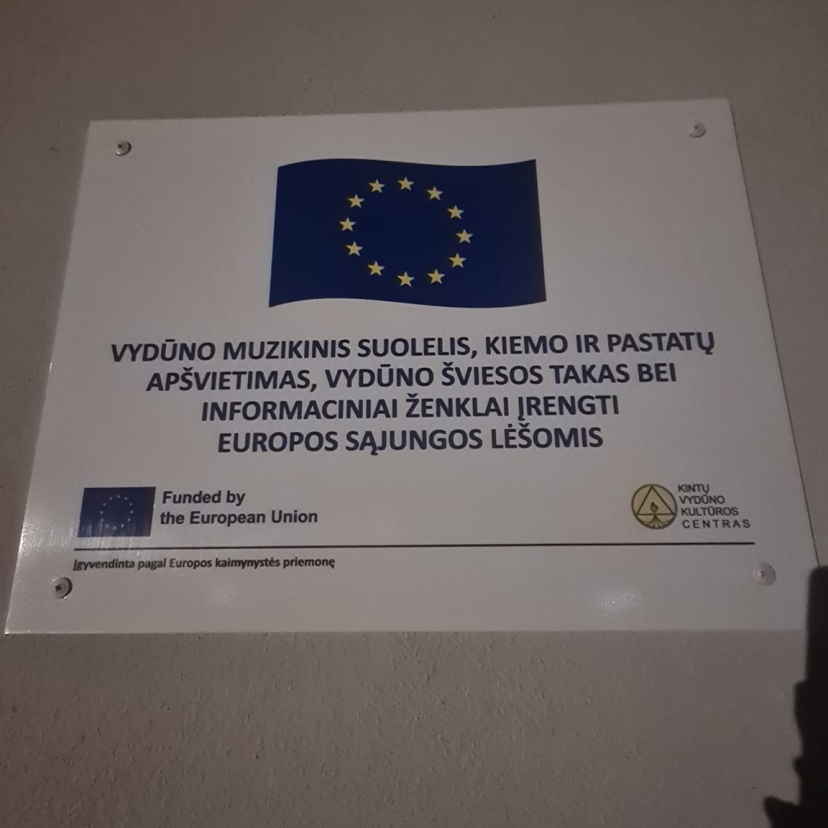 VYDŪNO MUZIKINIS SUOLELIS, KIEMO IR PASTATŲ
APŠVIETIMAS, VYDŪNO ŠVIESOS TAKAS BEI
INFORMACINIAI ŽENKLAI ĮRENGTI
EUROPOS SĄJUNGOS LĖŠOMIS
Funded by
the European Union
KINTŲ
VYDŪNO
KULTŪROS
CENTRAS
Įgyvendinta pagal Europos kaimynystės priemonę